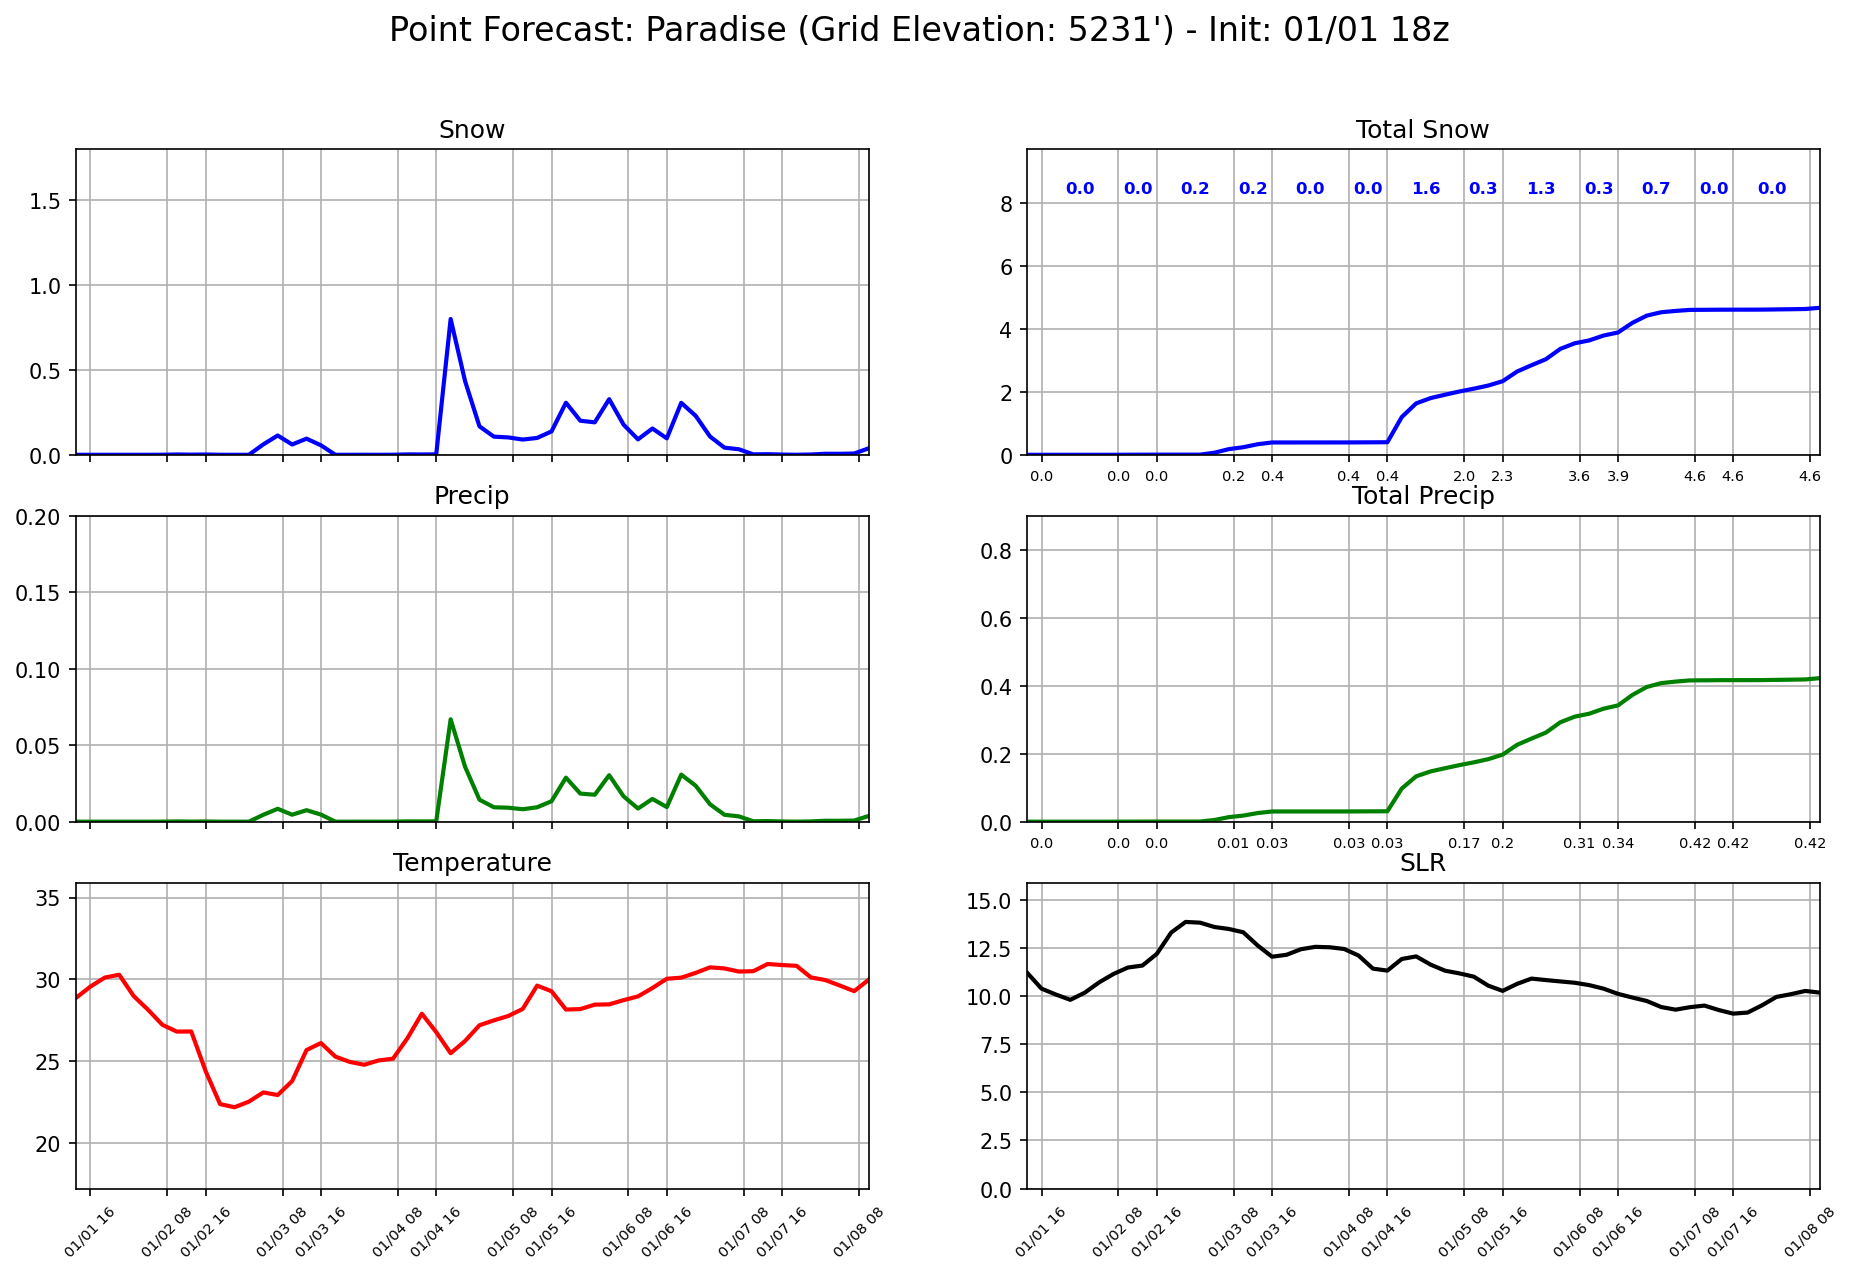 Point Forecast: Paradise (Grid Elevation: 5231') - Init: 01/01 18z
Snow
1.5
1.0
0.5
0.0
Total Snow
0.0 0.0 0.2 0.2 0.0 0.0 1.6 0.3 1.3 0.3 0.7 0.0 0.0
8
6
4
2
0
0.0 0.0 0.0 0.2 0.4 0.4 0.4 2.0 2.3 3.6 3.9 4.6 4.6 4.6
Precip
0.20
0.15
0.10
0.05
0.00
Total Precip
0.8
0.6
0.4
0.2
0.0
0.0 0.0 0.0 0.01 0.03 0.03 0.03 0.17 0.2 0.31 0.34 0.42 0.42 0.42
Temperature
35
30
25
20
01/01 16 01/02 08 01/02 16 01/03 08 01/03 16 01/04 08 01/04 16 01/05 08 01/05 16 01/06 08 01/06 16 01/07 08 01/07 16 01/08 08
SLR
15.0
12.5
10.0
7.5
5.0
2.5
0.0
01/01 16 01/02 08 01/02 16 01/03 08 01/03 16 01/04 08 01/04 16 01/05 08 01/05 16 01/06 08 01/06 16 01/07 08 01/07 16 01/08 08